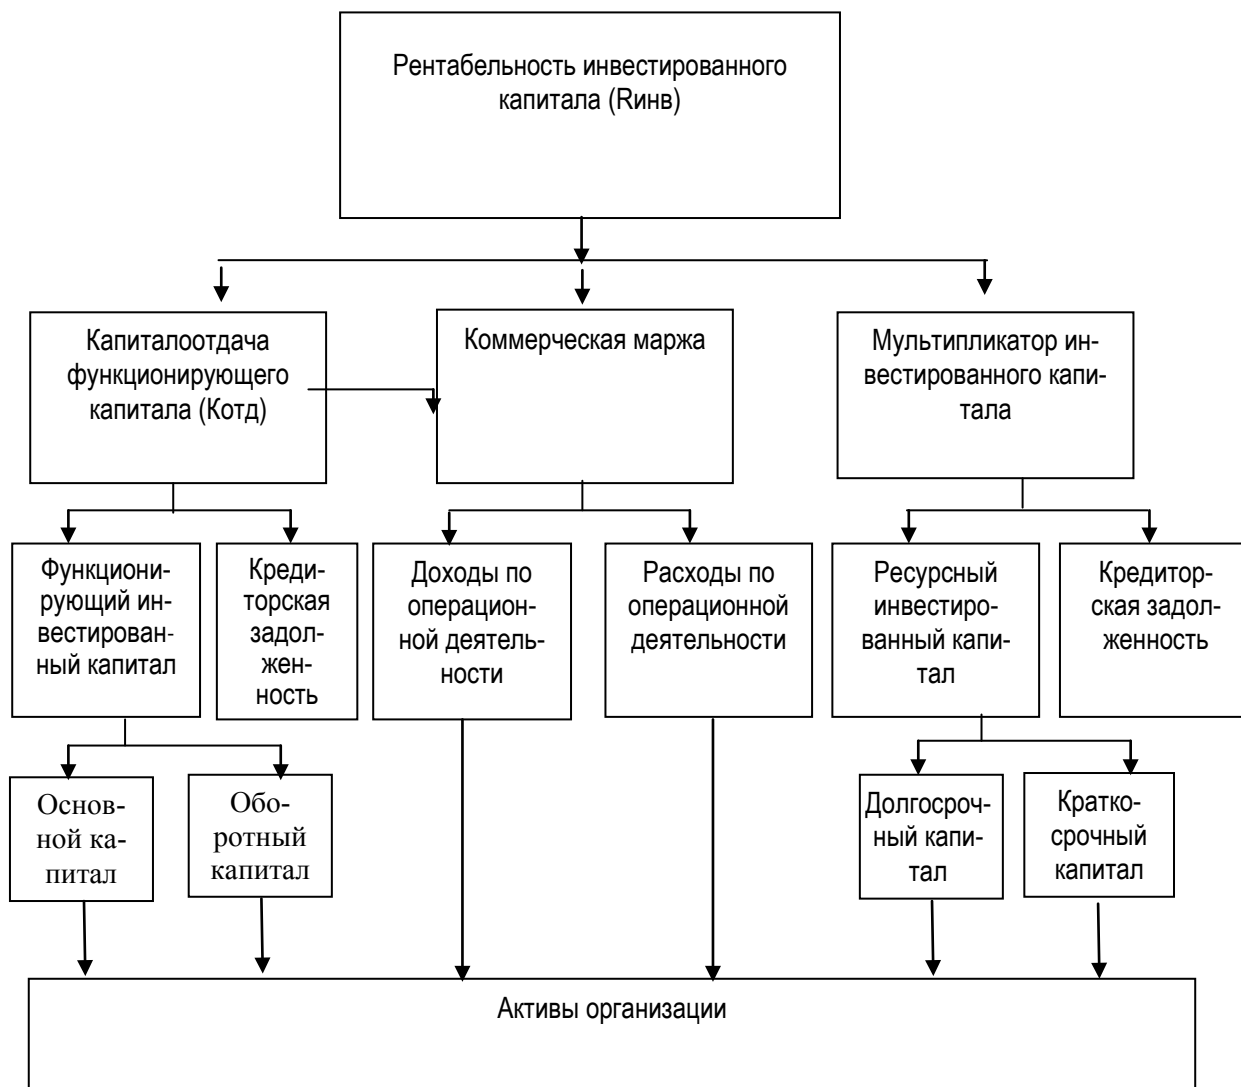 Рентабельность инвестированного
капитала (Rинв)
Капиталоотдача
функционирующего
капитала (Котд)
Коммерческая маржа
Мультипликатор ин-
вестированного капи-
тала
Функциони-
рующий ин-
вестирован-
ный капитал
Креди-
торская
задол-
жен-
ность
Доходы по
операцион-
ной деятель-
ности
Расходы по
операционной
деятельности
Ресурсный
инвестиро-
ванный капи-
тал
Кредитор-
ская задол-
женность
Основ-
ной ка-
питал
Обо-
ротный
капитал
Долгосроч-
ный капи-
тал
Кратко-
срочный
капитал
Активы организации